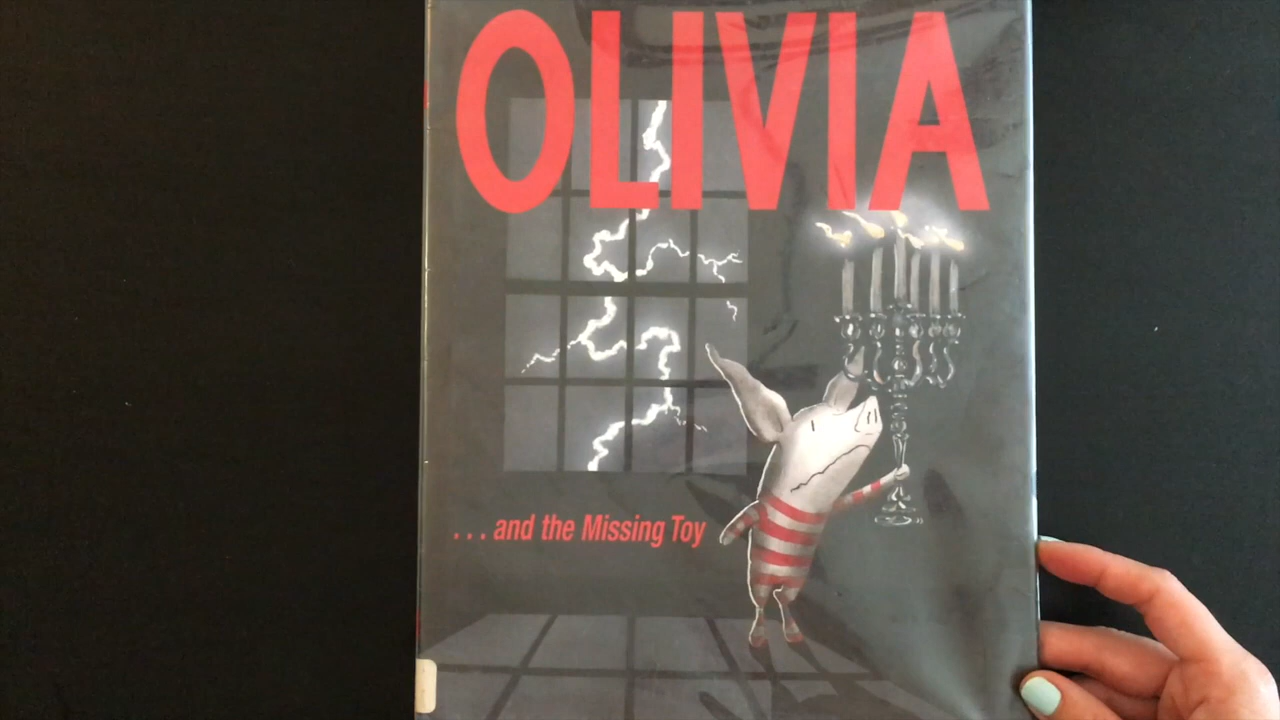 OLIVIA
. . . and the Missing Toy